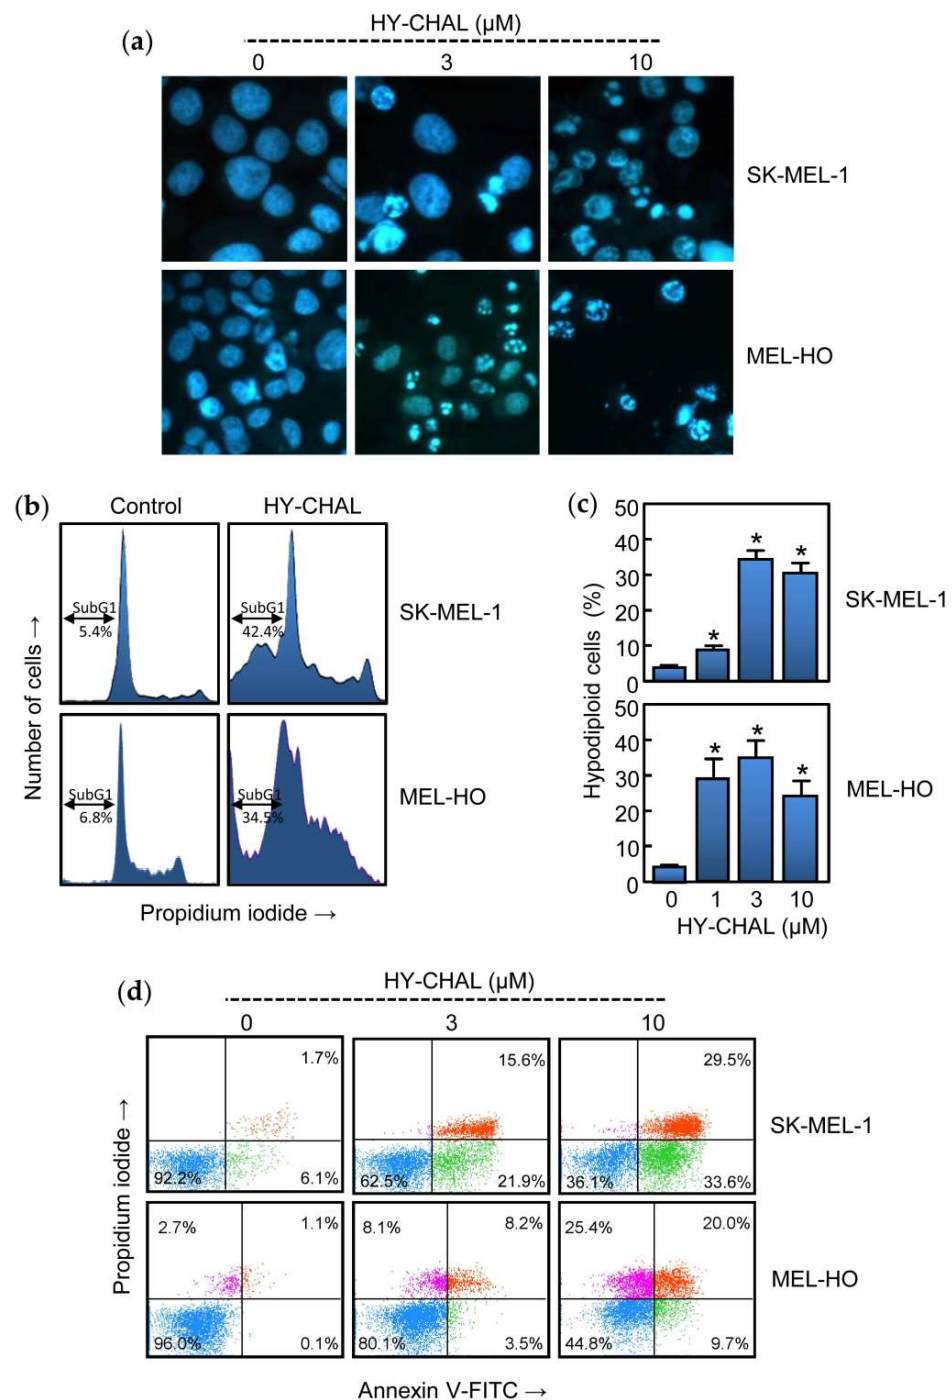 HY-CHAL (µM)
(a)
0 3 10
SK-MEL-1
MEL-HO
(b)
Control HY-CHAL
SubG1
5.4%
SubG1
42.4%
SK-MEL-1
SubG1
6.8%
SubG1
34.5%
MEL-HO
Number of cells →
Propidium iodide →
(c)
50
40
30
20
10
0
SK-MEL-1
* * *
50
40
30
20
10
0
MEL-HO
* * *
Hypodiploid cells (%)
0 1 3 10
HY-CHAL (µM)
(d)
HY-CHAL (µM)
0 3 10
1.7% 15.6% 29.5%
SK-MEL-1
92.2% 6.1% 62.5% 21.9% 36.1% 33.6%
2.7% 1.1% 8.1% 8.2% 25.4% 20.0%
MEL-HO
96.0% 0.1% 80.1% 3.5% 44.8% 9.7%
Propidium iodide →
Annexin V-FITC →